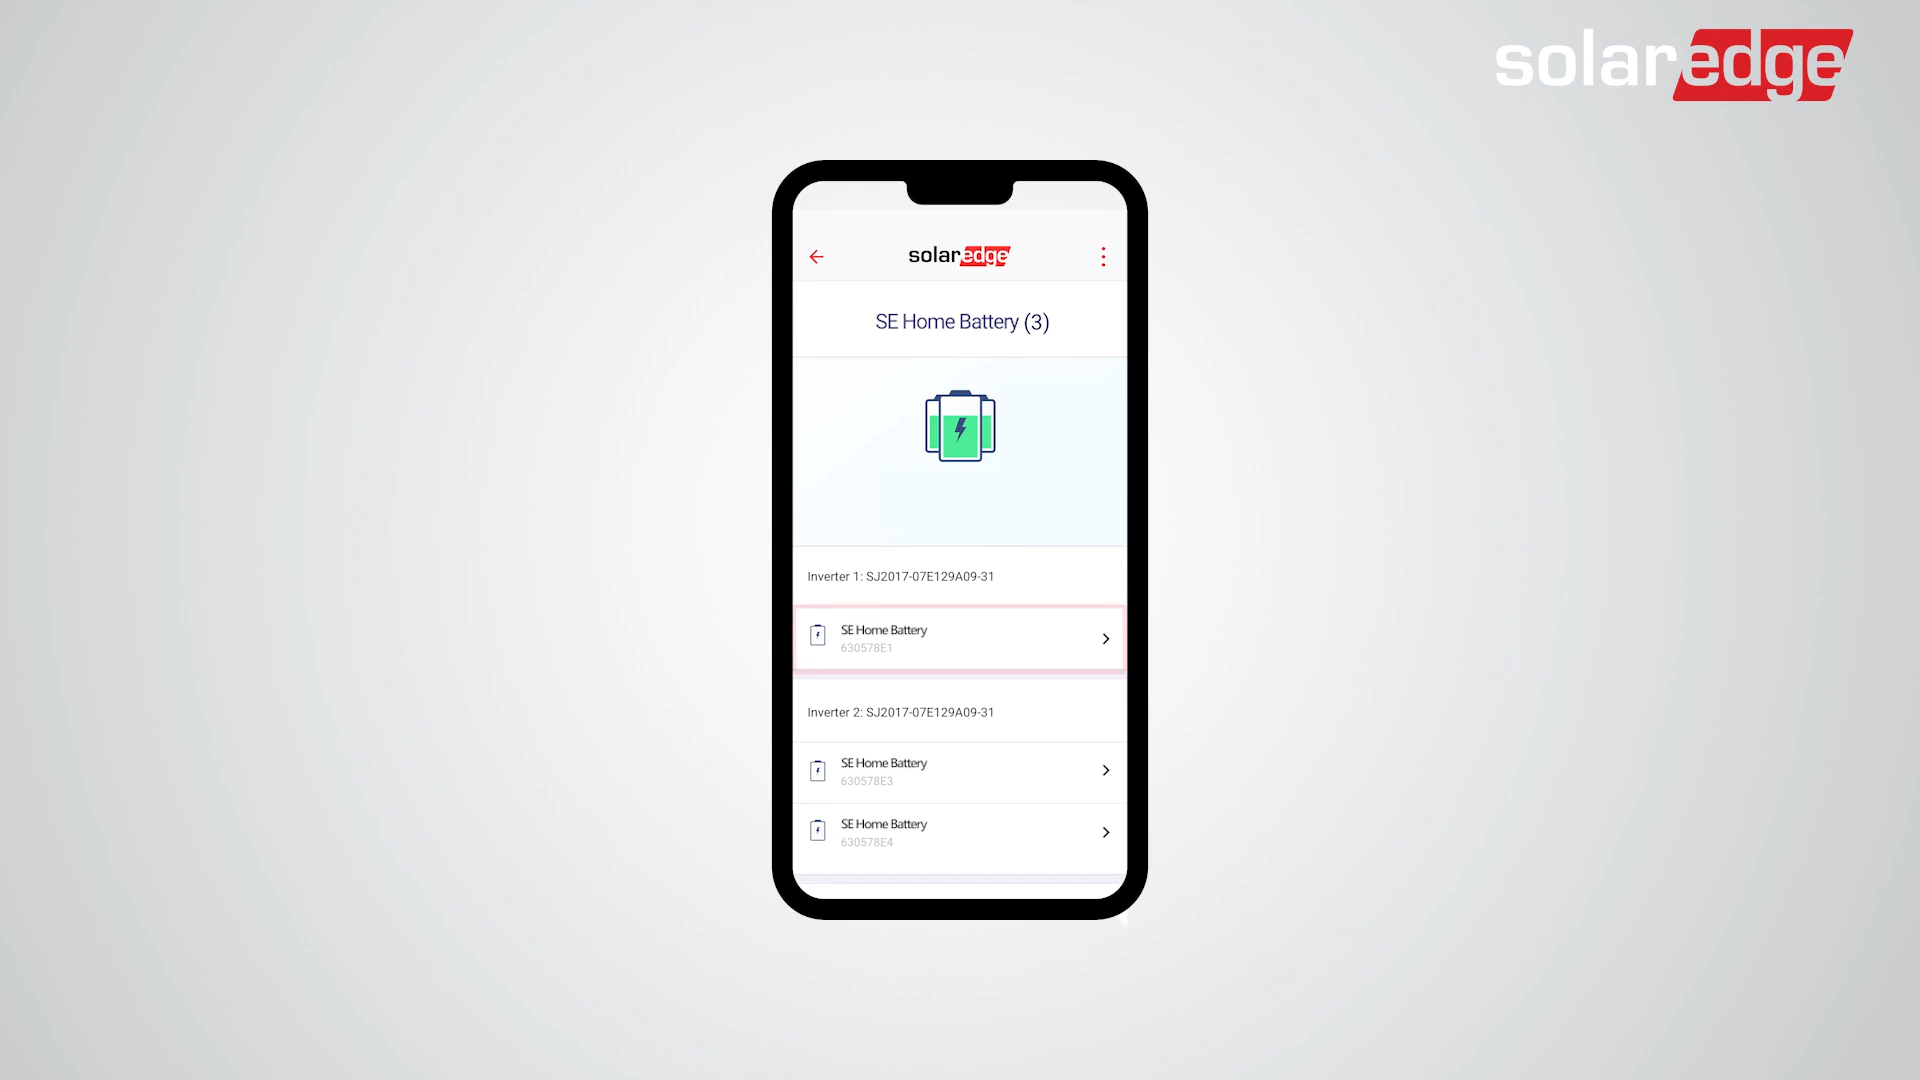 solaredge
solaredge
SE Home Battery (3)
Inverter 1: SJ2017-07E129A09-31
SE Home Battery
630578E1
Inverter 2: SJ2017-07E129A09-31
SE Home Battery
630578E3
SE Home Battery
630578E4